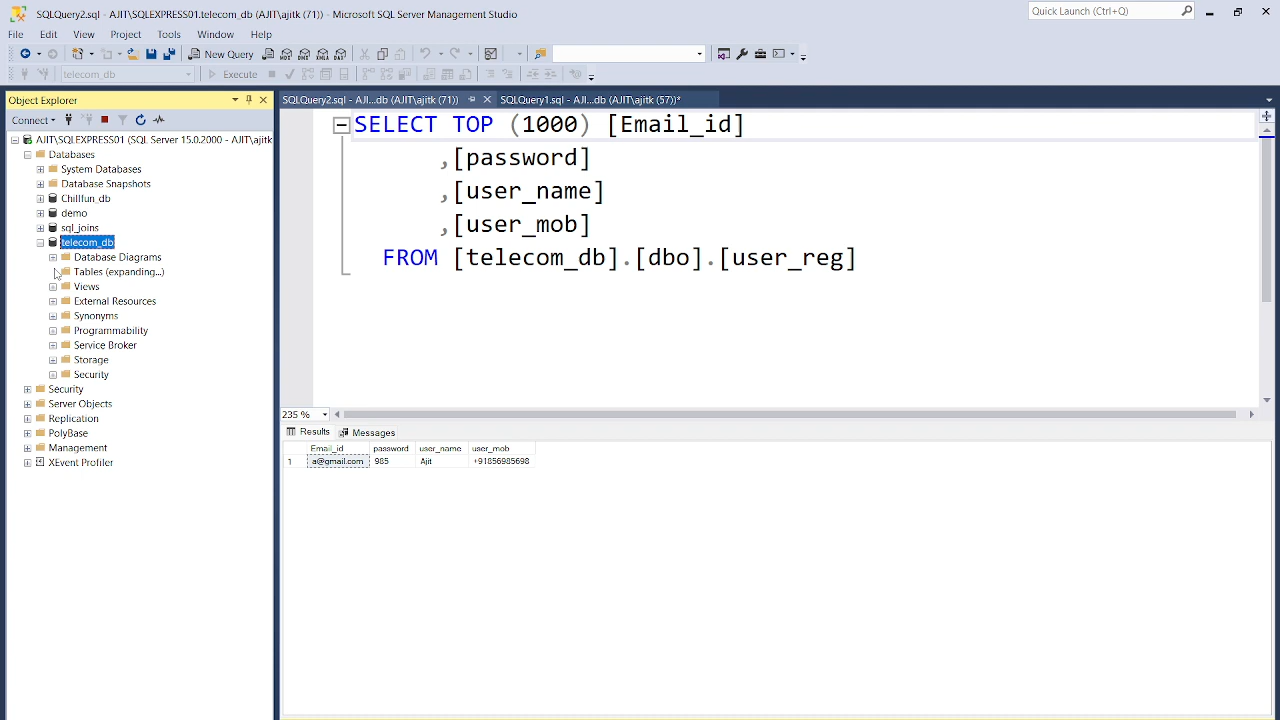 SQLQuery2.sql - AJIT\SQLEXPRESS01.telecom_db (AJIT\ajitk (71)) - Microsoft SQL Server Management Studio
Quick Launch (Ctrl+Q)
File Edit View Project Tools Window Help
New Query
MDX DMX XMLA DAX
telecom_db
Execute
Object Explorer
SQLQuery2.sql - AJI...db (AJIT\ajitk (71))
SQLQuery1.sql - AJI...db (AJIT\ajitk (57))*
Connect
AJIT\SQLEXPRESS01 (SQL Server 15.0.2000 - AJIT\ajitk
Databases
System Databases
Database Snapshots
Chillfun_db
demo
sql_joins
telecom_db
Database Diagrams
Tables (expanding...)
Views
External Resources
Synonyms
Programmability
Service Broker
Storage
Security
Security
Server Objects
Replication
PolyBase
Management
XEvent Profiler
SELECT TOP (1000) [Email_id]
,[password]
,[user_name]
,[user_mob]
FROM [telecom_db].[dbo].[user_reg]
235 %
Results Messages
Email_id password user_name user_mob
1 a@gmail.com 985 Ajit +91856985698